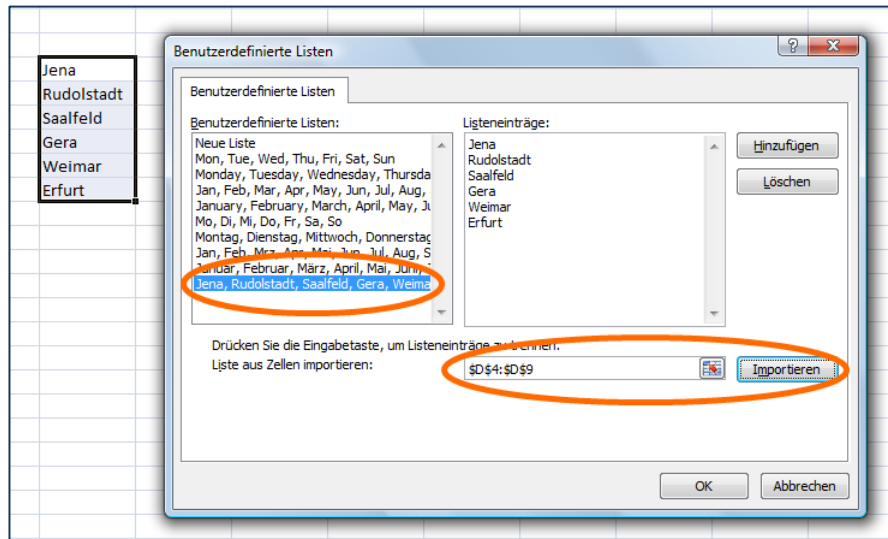 Jena
Rudolstadt
Saalfeld
Gera
Weimar
Erfurt
Benutzerdefinierte Listen
Benutzerdefinierte Listen
Benutzerdefinierte Listen:
Neue Liste
Mon, Tue, Wed, Thu, Fri, Sat, Sun
Monday, Tuesday, Wednesday, Thursda
Jan, Feb, Mar, Apr, May, Jun, Jul, Aug,
January, February, March, April, May, Ju
Mo, Di, Mi, Do, Fr, Sa, So
Montag, Dienstag, Mittwoch, Donnerstag
Jan, Feb, Mrz, Apr, Mai, Jun, Jul, Aug, S
Januar, Februar, März, April, Mai, Juni,
Jena, Rudolstadt, Saalfeld, Gera, Weima
Listeneinträge:
Jena
Rudolstadt
Saalfeld
Gera
Weimar
Erfurt
Hinzufügen
Löschen
Drücken Sie die Eingabetaste, um Listeneinträge zu trennen.
Liste aus Zellen importieren:
$D$4:$D$9
Importieren
OK
Abbrechen